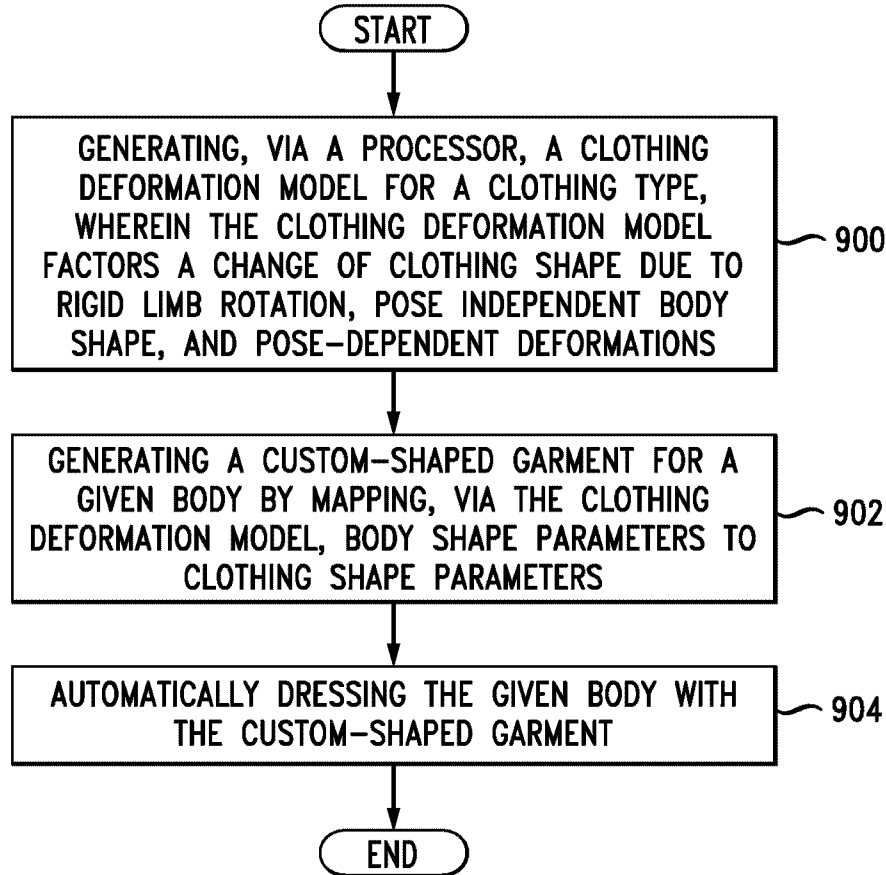 START
GENERATING, VIA A PROCESSOR, A CLOTHING
DEFORMATION MODEL FOR A CLOTHING TYPE,
WHEREIN THE CLOTHING DEFORMATION MODEL
FACTORS A CHANGE OF CLOTHING SHAPE DUE TO
RIGID LIMB ROTATION, POSE INDEPENDENT BODY
SHAPE, AND POSE-DEPENDENT DEFORMATIONS
900
GENERATING A CUSTOM-SHAPED GARMENT FOR A
GIVEN BODY BY MAPPING, VIA THE CLOTHING
DEFORMATION MODEL, BODY SHAPE PARAMETERS TO
CLOTHING SHAPE PARAMETERS
902
AUTOMATICALLY DRESSING THE GIVEN BODY WITH
THE CUSTOM-SHAPED GARMENT
904
END